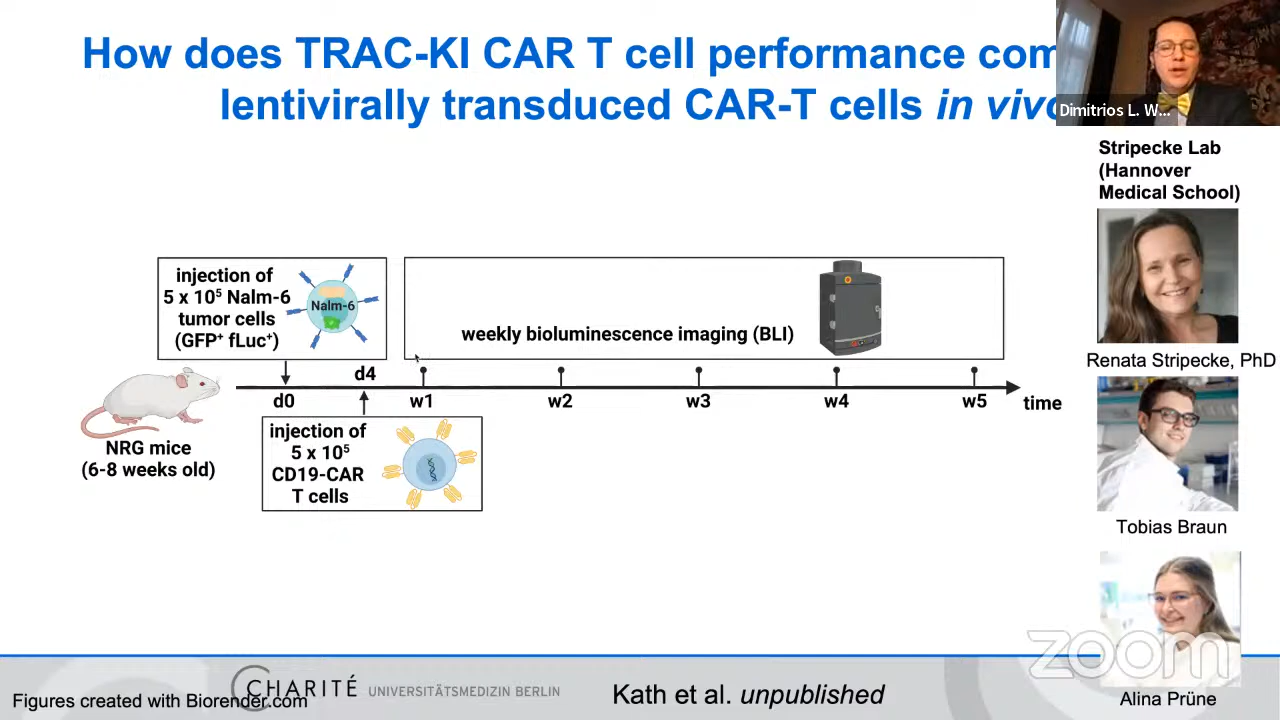 How does TRAC-KI CAR T cell performance com
lentivirally transduced CAR-T cells in vivo
Dimitrios L. W...
Stripecke Lab
(Hannover
Medical School)
Renata Stripecke, PhD
Tobias Braun
Alina Prüne
injection of
5 x 10⁵ Nalm-6
tumor cells
(GFP⁺ fLuc⁺)
Nalm-6
weekly bioluminescence imaging (BLI)
d4
d0
w1
w2
w3
w4
w5
time
NRG mice
(6-8 weeks old)
injection of
5 x 10⁵
CD19-CAR
T cells
zoom
Figures created with Biorender.com
CHARITÉ UNIVERSITÄTSMEDIZIN BERLIN
Kath et al. unpublished